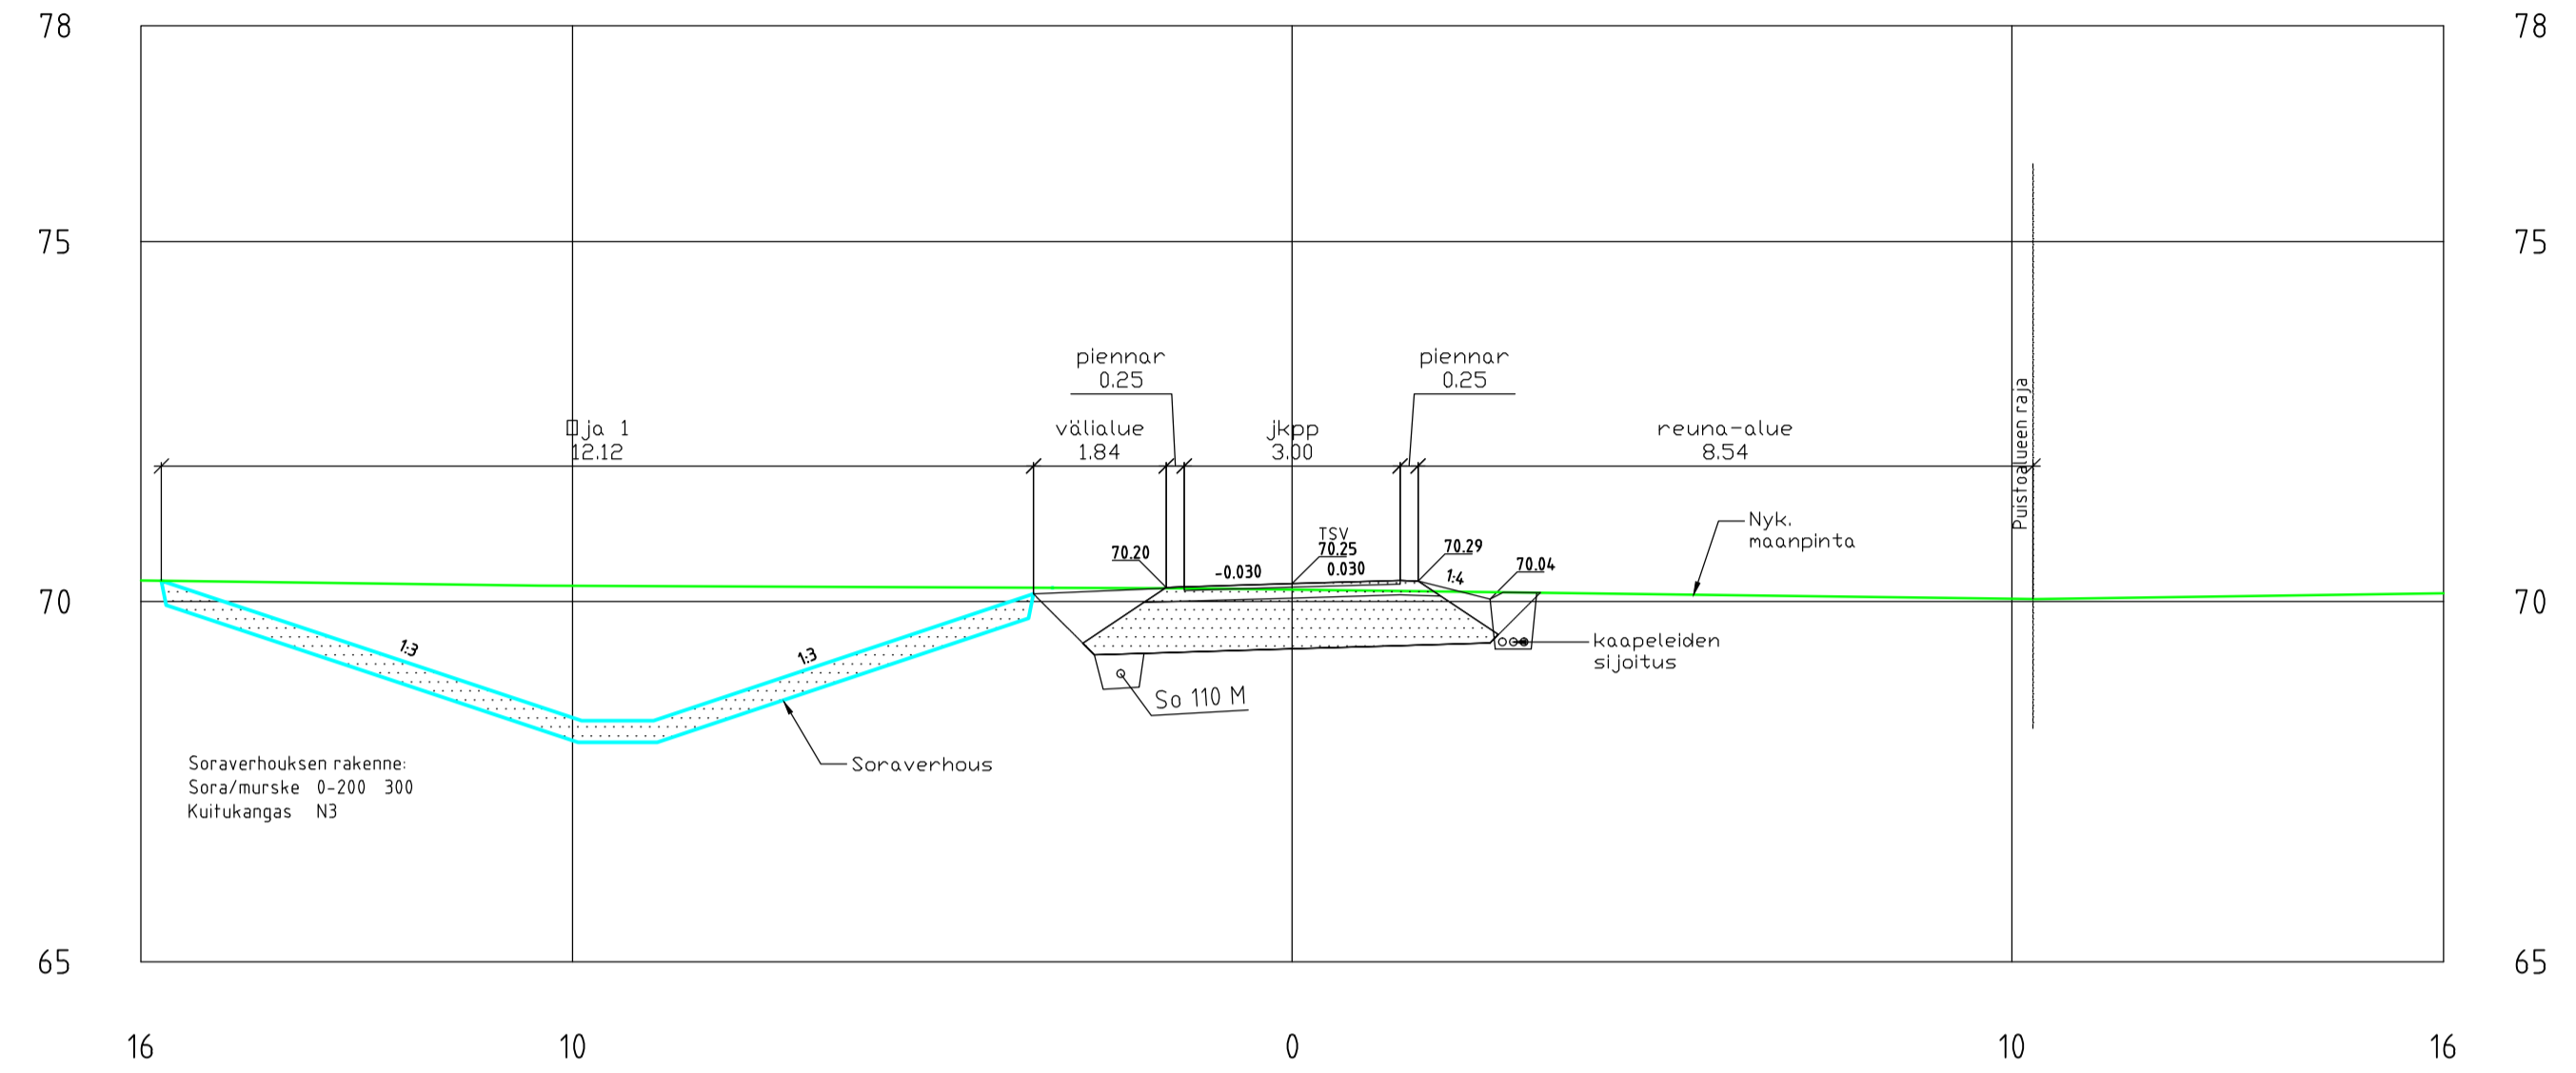 78
78
75
75
piennar
0.25
piennar
0.25
□ja 1
12.12
välialue
1.84
jkpp
3.00
reuna-alue
8.54
Puistoalueen raja
Nyk.
maanpinta
TSV
70.25
70.20
70.29
70.04
-0.030
0.030
1:4
70
70
1:3
1:3
kaapeleiden
sijoitus
So 110 M
Soraverhous
Soraverhouksen rakenne:
Sora/murske 0-200 300
Kuitukangas N3
65
65
16
10
0
10
16